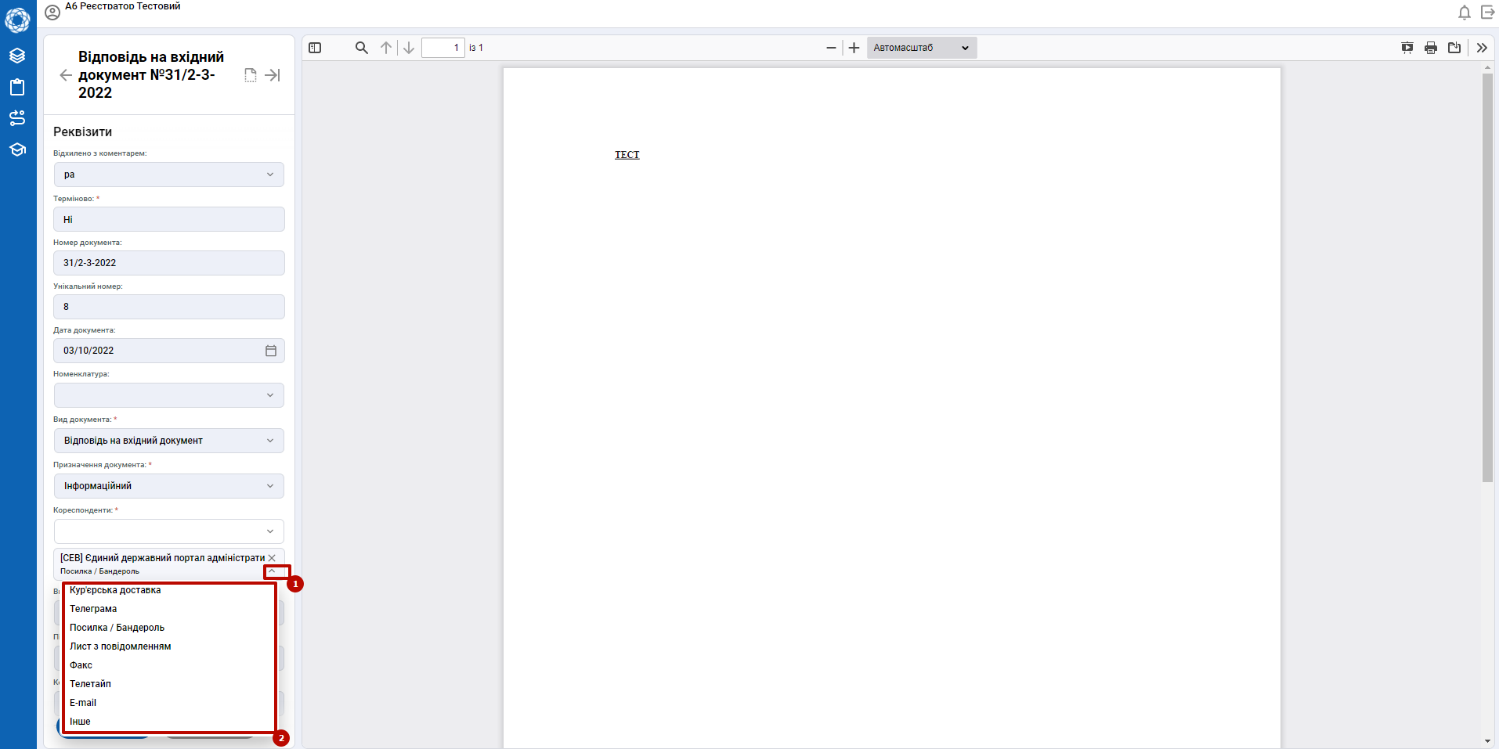 А6 Реєстратор Тестовий
Відповідь на вхідний
документ №31/2-3-
2022
1 із 1
Автомасштаб
Реквізити
Відхилено з коментарем:
ра
Терміново: *
Ні
Номер документа:
31/2-3-2022
Унікальний номер:
8
Дата документа:
03/10/2022
Номенклатура:
Вид документа: *
Відповідь на вхідний документ
Призначення документа: *
Інформаційний
Кореспонденти: *
[СЕВ] Єдиний державний портал адміністрати
Посилка / Бандероль
1
Кур'єрська доставка
Телеграма
Посилка / Бандероль
Лист з повідомленням
Факс
Телетайп
E-mail
Інше
2
ТЕСТ